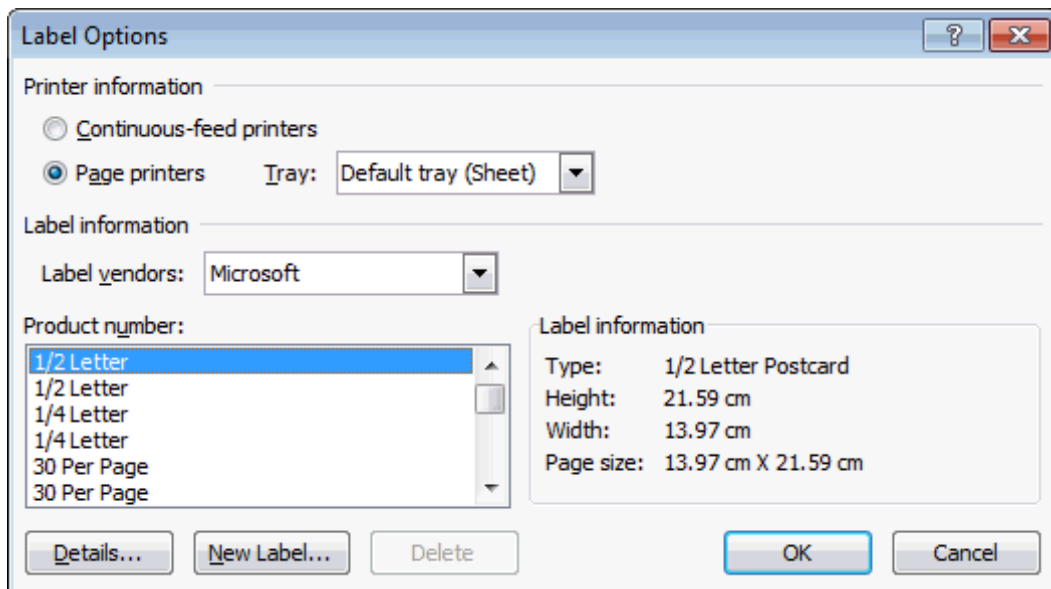 Label Options
Printer information
Continuous-feed printers
Page printers Tray: Default tray (Sheet)
Label information
Label vendors: Microsoft
Product number:
1/2 Letter
1/2 Letter
1/4 Letter
1/4 Letter
30 Per Page
30 Per Page
Label information
Type: 1/2 Letter Postcard
Height: 21.59 cm
Width: 13.97 cm
Page size: 13.97 cm X 21.59 cm
Details... New Label... Delete OK Cancel